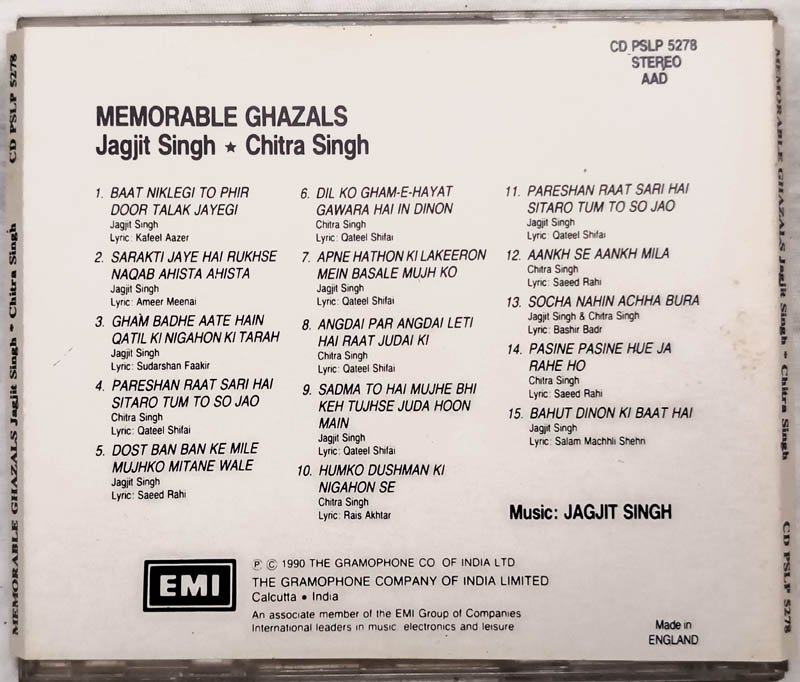 MEMORABLE GHAZALS Jagjit Singh * Chitra Singh CD PSLP 5278
CD PSLP 5278
STEREO
AAD
MEMORABLE GHAZALS
Jagjit Singh ★ Chitra Singh
1. BAAT NIKLEGI TO PHIR
DOOR TALAK JAYEGI
Jagjit Singh
Lyric: Kafeel Aazer
2. SARAKTI JAYE HAI RUKHSE
NAQAB AHISTA AHISTA
Jagjit Singh
Lyric: Ameer Meenai
3. GHAM BADHE AATE HAIN
QATIL KI NIGAHON KI TARAH
Jagjit Singh
Lyric: Sudarshan Faakir
4. PARESHAN RAAT SARI HAI
SITARO TUM TO SO JAO
Chitra Singh
Lyric: Qateel Shifai
5. DOST BAN BAN KE MILE
MUJHKO MITANE WALE
Jagjit Singh
Lyric: Saeed Rahi
6. DIL KO GHAM-E-HAYAT
GAWARA HAI IN DINON
Chitra Singh
Lyric: Qateel Shifai
7. APNE HATHON KI LAKEERON
MEIN BASALE MUJH KO
Jagjit Singh
Lyric: Qateel Shifai
8. ANGDAI PAR ANGDAI LETI
HAI RAAT JUDAI KI
Chitra Singh
Lyric: Qateel Shifai
9. SADMA TO HAI MUJHE BHI
KEH TUJHSE JUDA HOON
MAIN
Jagjit Singh
Lyric: Qateel Shifai
10. HUMKO DUSHMAN KI
NIGAHON SE
Chitra Singh
Lyric: Rais Akhtar
11. PARESHAN RAAT SARI HAI
SITARO TUM TO SO JAO
Jagjit Singh
Lyric: Qateel Shifai
12. AANKH SE AANKH MILA
Chitra Singh
Lyric: Saeed Rahi
13. SOCHA NAHIN ACHHA BURA
Jagjit Singh & Chitra Singh
Lyric: Bashir Badr
14. PASINE PASINE HUE JA
RAHE HO
Chitra Singh
Lyric: Saeed Rahi
15. BAHUT DINON KI BAAT HAI
Jagjit Singh
Lyric: Salam Machhli Shehri
Music: JAGJIT SINGH
EMI
Ⓟ © 1990 THE GRAMOPHONE CO OF INDIA LTD
THE GRAMOPHONE COMPANY OF INDIA LIMITED
Calcutta • India
An associate member of the EMI Group of Companies
International leaders in music electronics and leisure
Made in
ENGLAND
MEMORABLE GHAZALS Jagjit Singh * Chitra Singh CD PSLP 5278